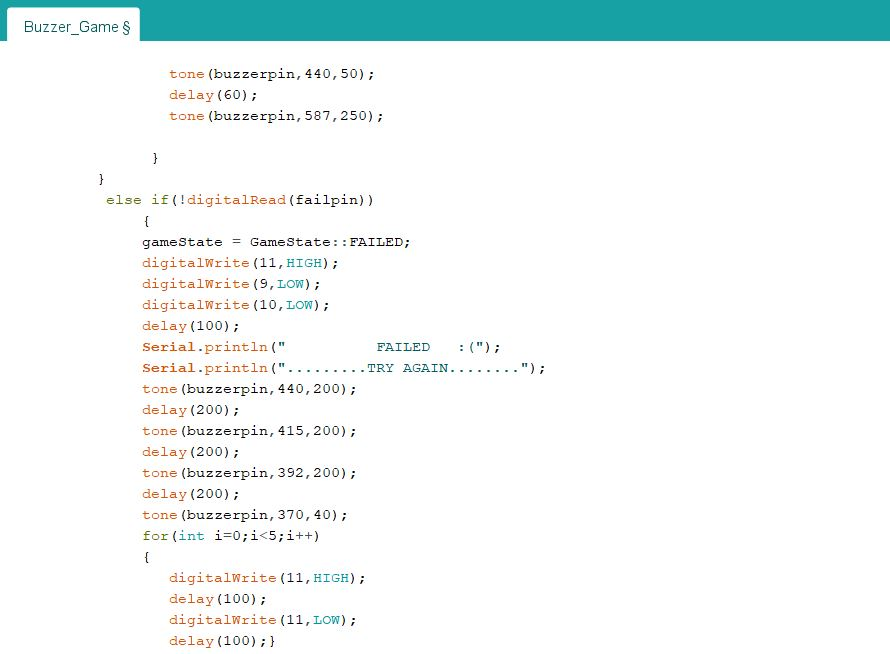 Buzzer_Game §
tone(buzzerpin,440,50);
delay(60);
tone(buzzerpin,587,250);
}
}
else if(!digitalRead(failpin))
{
gameState = GameState::FAILED;
digitalWrite(11,HIGH);
digitalWrite(9,LOW);
digitalWrite(10,LOW);
delay(100);
Serial.println("          FAILED   :(");
Serial.println(".........TRY AGAIN........");
tone(buzzerpin,440,200);
delay(200);
tone(buzzerpin,415,200);
delay(200);
tone(buzzerpin,392,200);
delay(200);
tone(buzzerpin,370,40);
for(int i=0;i<5;i++)
{
digitalWrite(11,HIGH);
delay(100);
digitalWrite(11,LOW);
delay(100);}